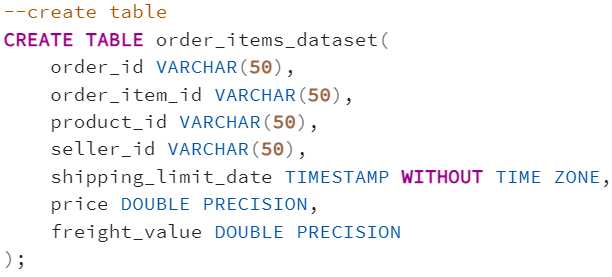 --create table
CREATE TABLE order_items_dataset(
    order_id VARCHAR(50),
    order_item_id VARCHAR(50),
    product_id VARCHAR(50),
    seller_id VARCHAR(50),
    shipping_limit_date TIMESTAMP WITHOUT TIME ZONE,
    price DOUBLE PRECISION,
    freight_value DOUBLE PRECISION
);